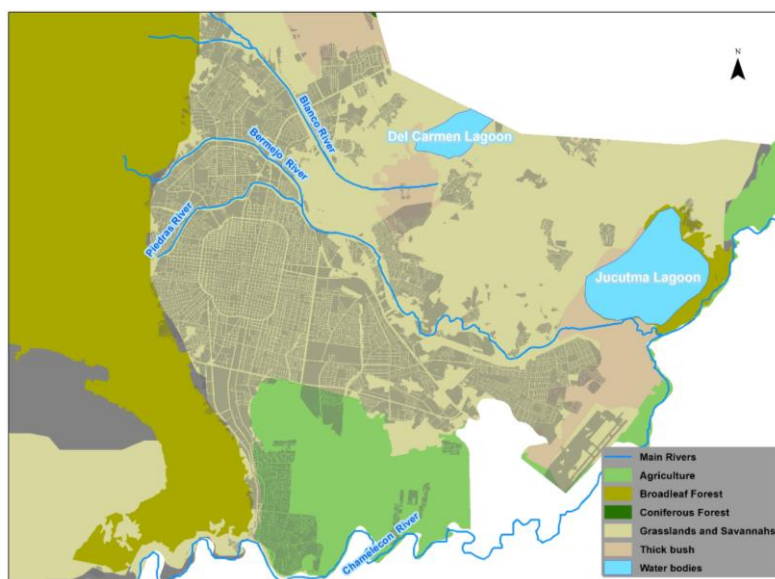 N
Blanco River
Del Carmen Lagoon
Bermejo River
Piedras River
Jucutma Lagoon
Chamelecon River
Main Rivers
Agriculture
Broadleaf Forest
Coniferous Forest
Grasslands and Savannahs
Thick bush
Water bodies